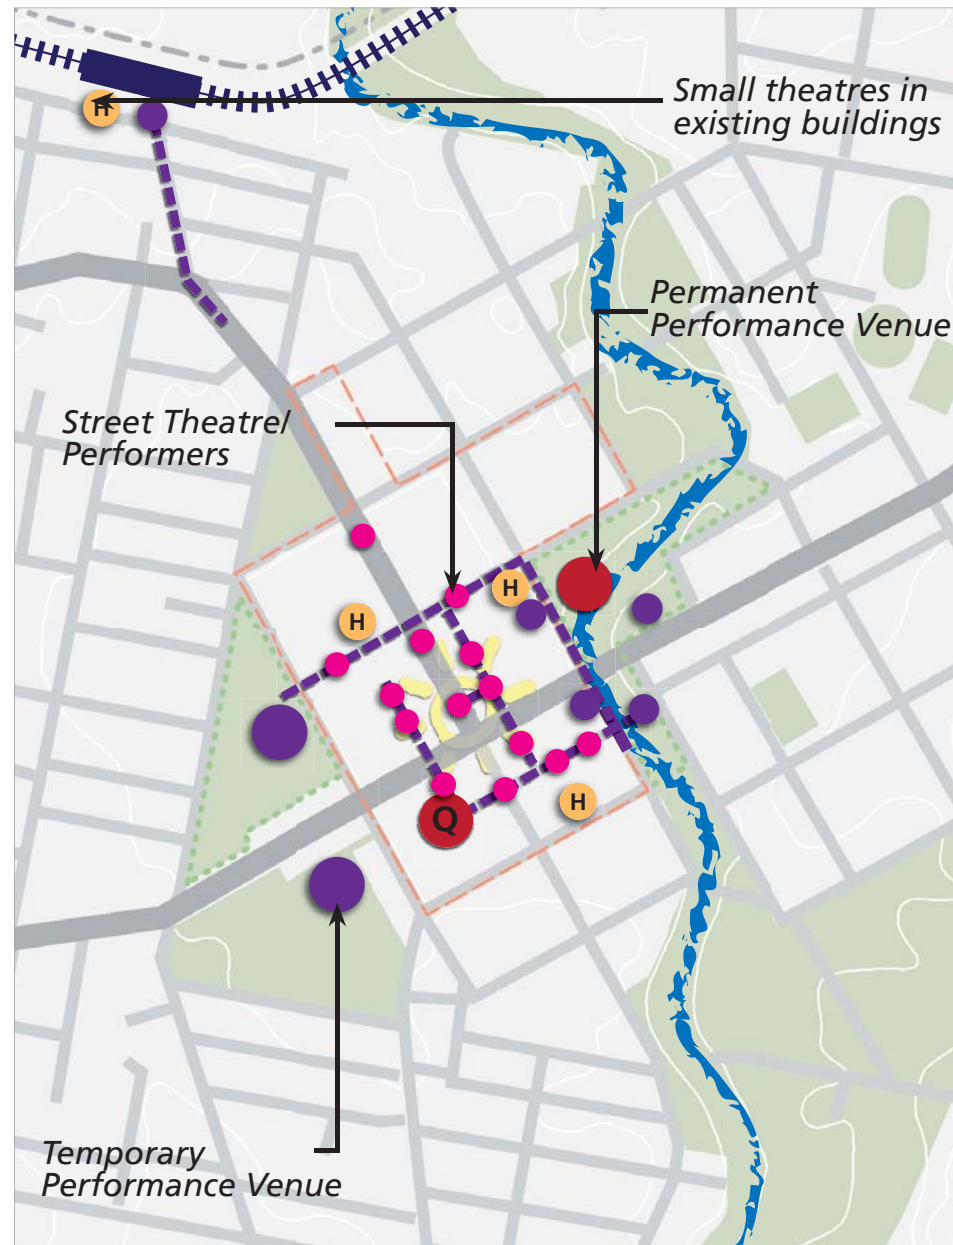 H
Small theatres in
existing buildings
Permanent
Performance Venue
Street Theatre/
Performers
H
H
H
Q
Temporary
Performance Venue